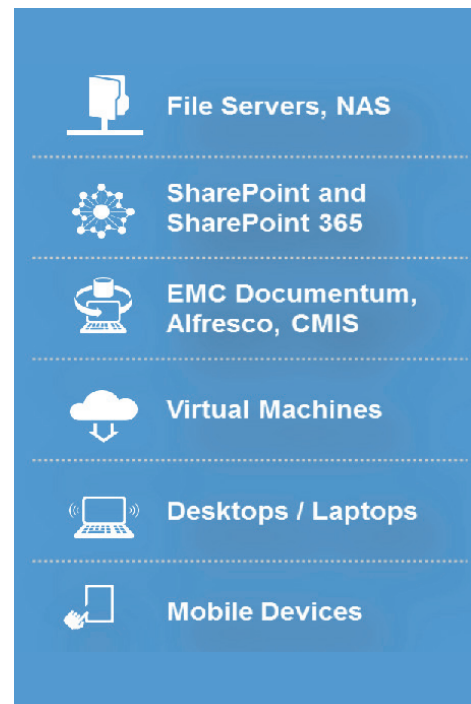 File Servers, NAS
SharePoint and
SharePoint 365
EMC Documentum,
Alfresco, CMIS
Virtual Machines
Desktops / Laptops
Mobile Devices